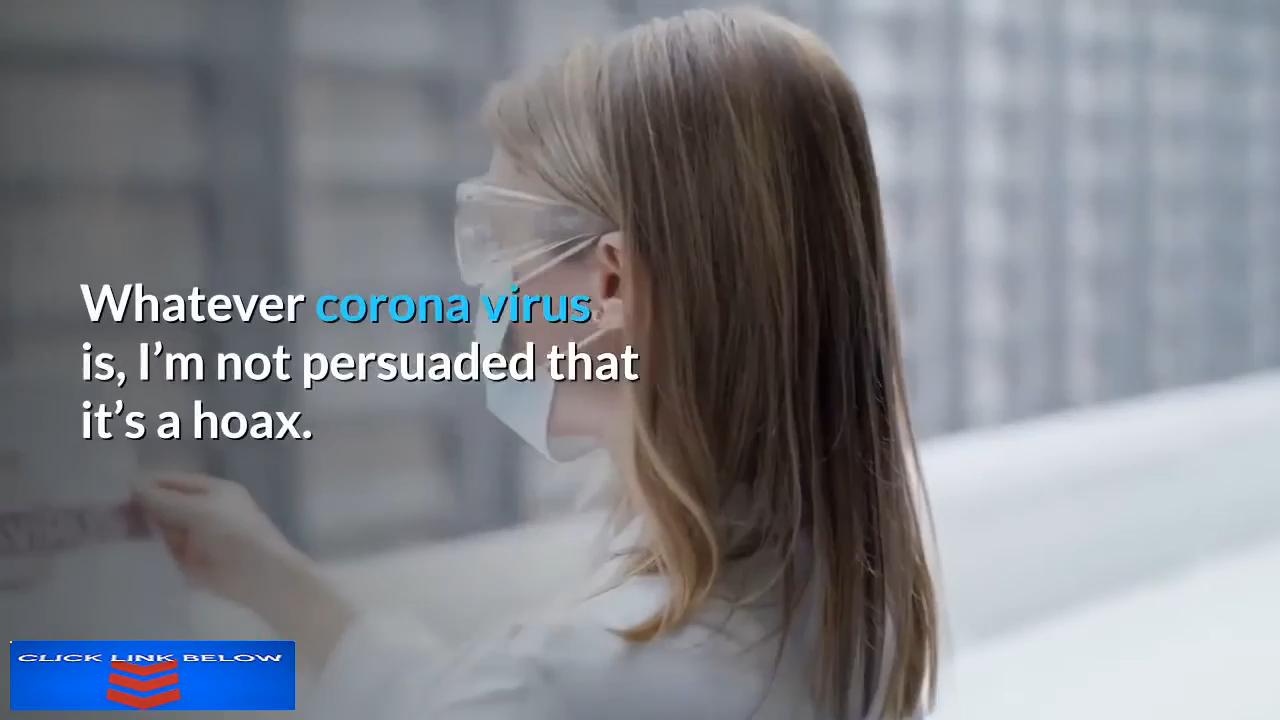 Whatever corona virus
is, I’m not persuaded that
it’s a hoax.
CLICK LINK BELOW